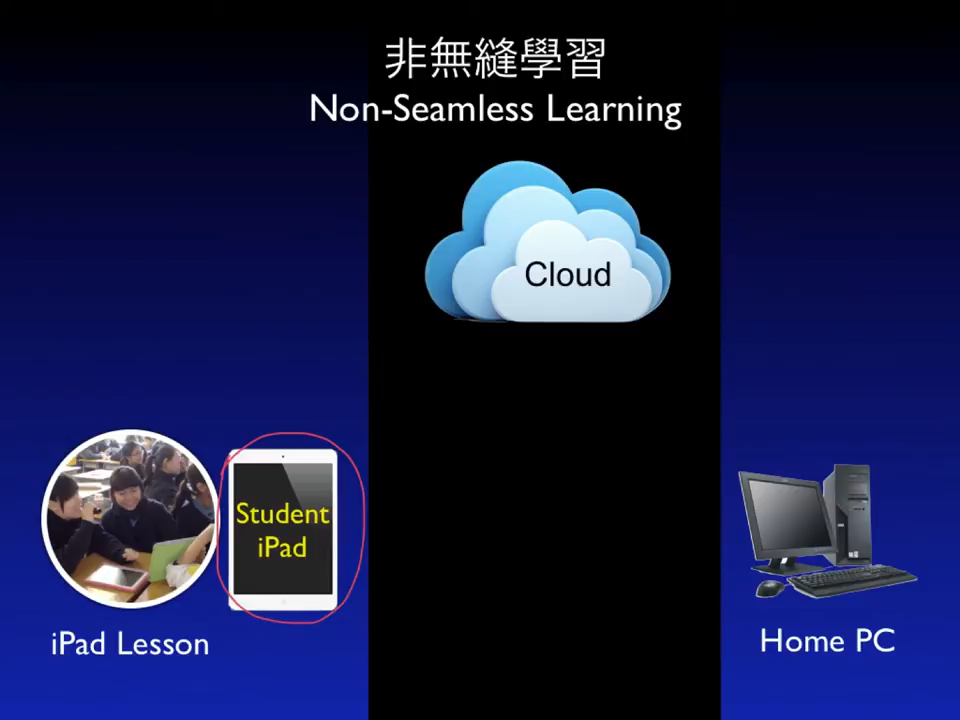 非無縫學習
Non-Seamless Learning
Cloud
Student
iPad
iPad Lesson
Home PC